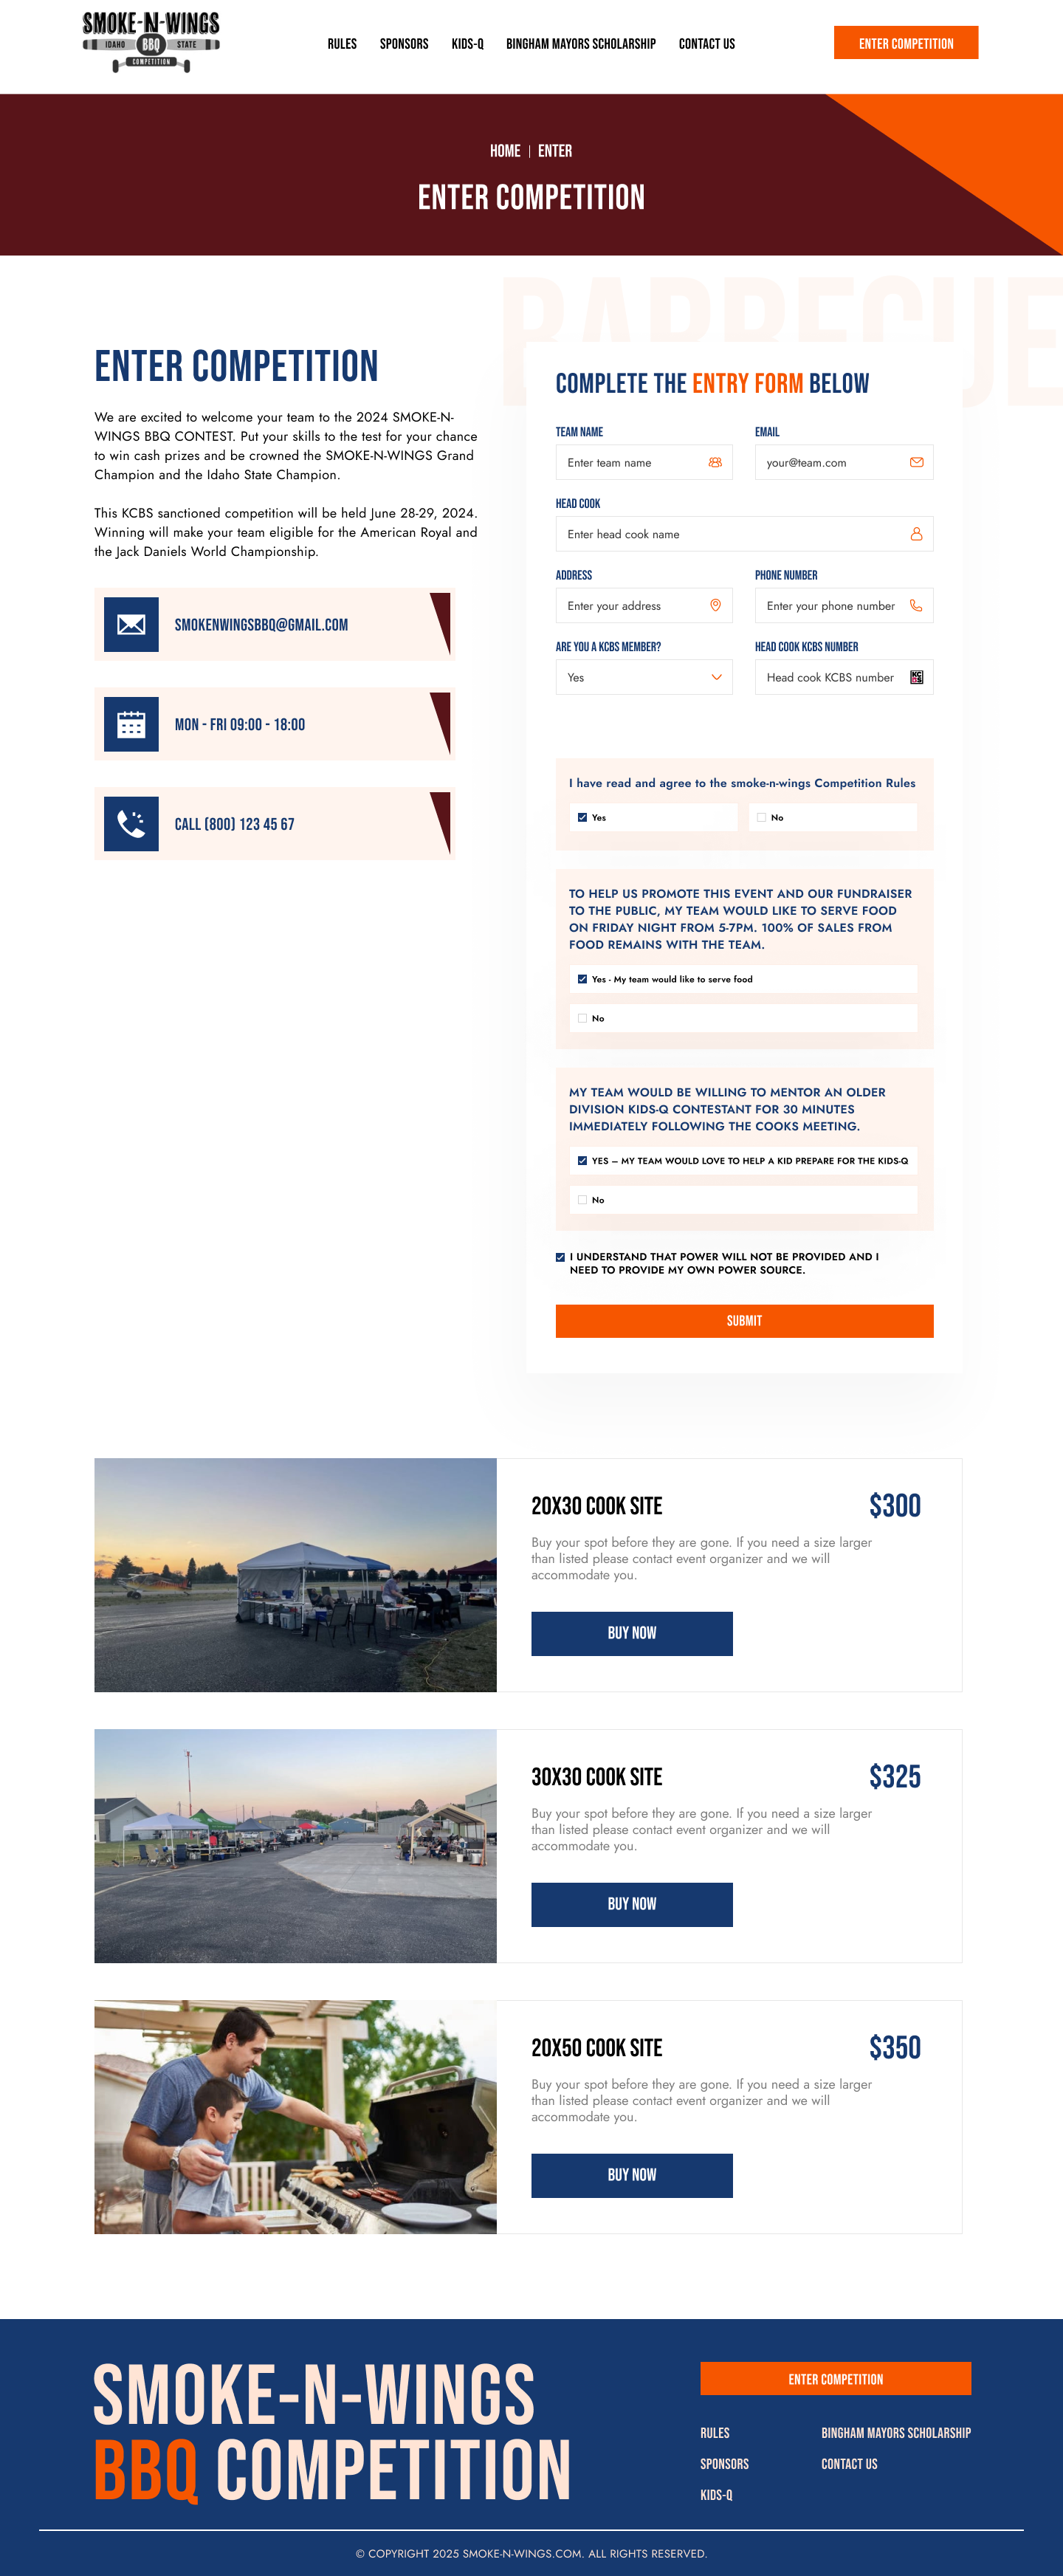 SMOKE-N-WINGS
IDAHO BBQ STATE
COMPETITION
RULES SPONSORS KIDS-Q BINGHAM MAYORS SCHOLARSHIP CONTACT US
ENTER COMPETITION
HOME | ENTER
ENTER COMPETITION
BARBECUE
ENTER COMPETITION
We are excited to welcome your team to the 2024 SMOKE-N-
WINGS BBQ CONTEST. Put your skills to the test for your chance
to win cash prizes and be crowned the SMOKE-N-WINGS Grand
Champion and the Idaho State Champion.
This KCBS sanctioned competition will be held June 28-29, 2024.
Winning will make your team eligible for the American Royal and
the Jack Daniels World Championship.
SMOKENWINGSBBQ@GMAIL.COM
MON - FRI 09:00 - 18:00
CALL (800) 123 45 67
COMPLETE THE ENTRY FORM BELOW
TEAM NAME
Enter team name
EMAIL
your@team.com
HEAD COOK
Enter head cook name
ADDRESS
Enter your address
PHONE NUMBER
Enter your phone number
ARE YOU A KCBS MEMBER?
Yes
HEAD COOK KCBS NUMBER
Head cook KCBS number
I have read and agree to the smoke-n-wings Competition Rules
Yes
No
TO HELP US PROMOTE THIS EVENT AND OUR FUNDRAISER
TO THE PUBLIC, MY TEAM WOULD LIKE TO SERVE FOOD
ON FRIDAY NIGHT FROM 5-7PM. 100% OF SALES FROM
FOOD REMAINS WITH THE TEAM.
Yes - My team would like to serve food
No
MY TEAM WOULD BE WILLING TO MENTOR AN OLDER
DIVISION KIDS-Q CONTESTANT FOR 30 MINUTES
IMMEDIATELY FOLLOWING THE COOKS MEETING.
YES – MY TEAM WOULD LOVE TO HELP A KID PREPARE FOR THE KIDS-Q
No
I UNDERSTAND THAT POWER WILL NOT BE PROVIDED AND I
NEED TO PROVIDE MY OWN POWER SOURCE.
SUBMIT
20X30 COOK SITE
$300
Buy your spot before they are gone. If you need a size larger
than listed please contact event organizer and we will
accommodate you.
BUY NOW
30X30 COOK SITE
$325
Buy your spot before they are gone. If you need a size larger
than listed please contact event organizer and we will
accommodate you.
BUY NOW
20X50 COOK SITE
$350
Buy your spot before they are gone. If you need a size larger
than listed please contact event organizer and we will
accommodate you.
BUY NOW
SMOKE-N-WINGS
BBQ COMPETITION
ENTER COMPETITION
RULES
SPONSORS
KIDS-Q
BINGHAM MAYORS SCHOLARSHIP
CONTACT US
© COPYRIGHT 2025 SMOKE-N-WINGS.COM. ALL RIGHTS RESERVED.